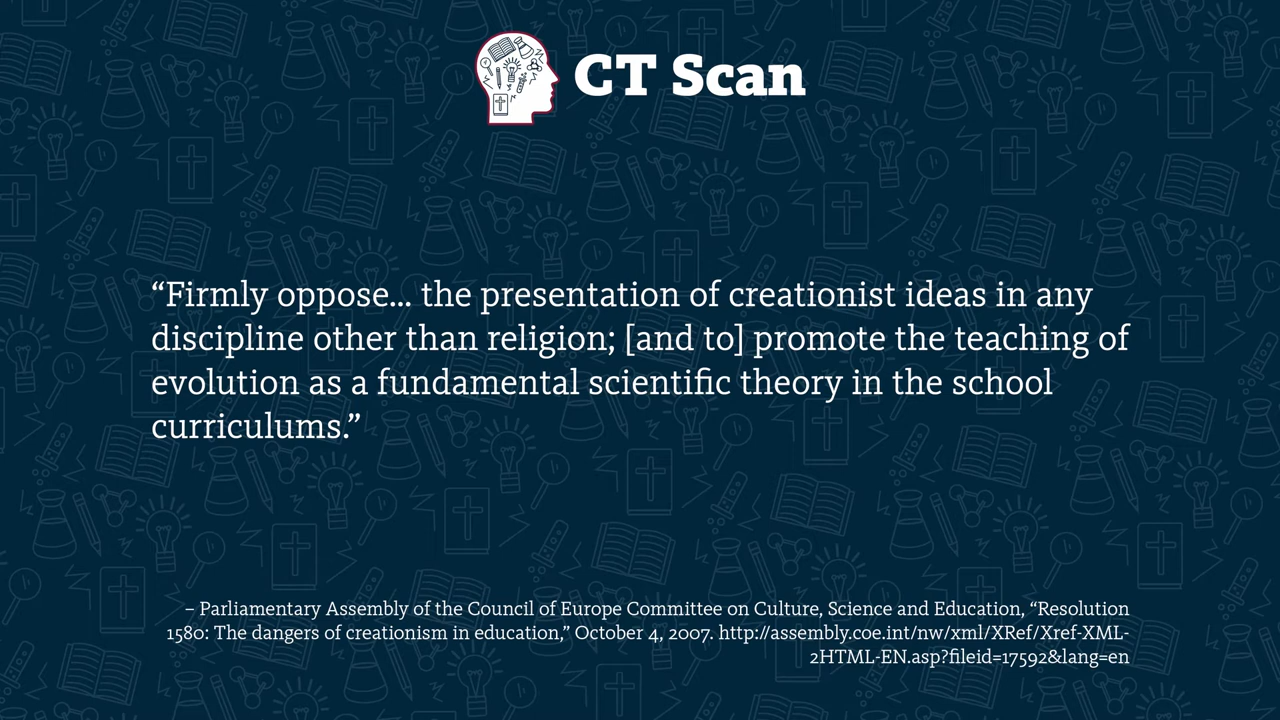 CT Scan
“Firmly oppose... the presentation of creationist ideas in any
discipline other than religion; [and to] promote the teaching of
evolution as a fundamental scientific theory in the school
curriculums.”
– Parliamentary Assembly of the Council of Europe Committee on Culture, Science and Education, “Resolution
1580: The dangers of creationism in education,” October 4, 2007. http://assembly.coe.int/nw/xml/XRef/Xref-XML-
2HTML-EN.asp?fileid=17592&lang=en